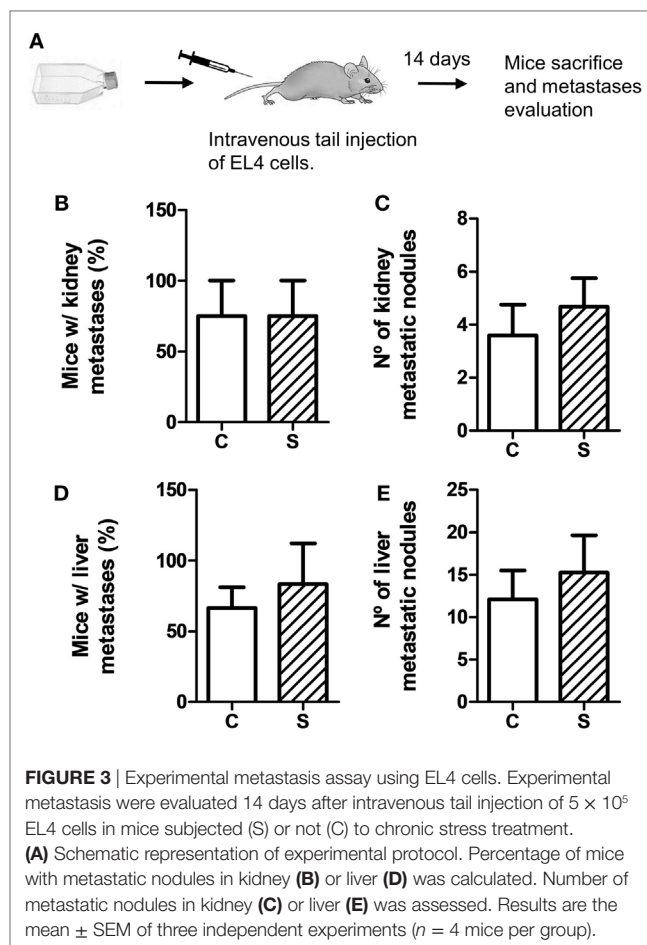 A
14 days
Mice sacrifice
and metastases
evaluation
Intravenous tail injection
of EL4 cells.
B
Mice w/ kidney
metastases (%)
150
100
50
0
C
S
C
Nº of kidney
metastatic nodules
8
6
4
2
0
C
S
D
Mice w/ liver
metastases (%)
150
100
50
0
C
S
E
Nº of liver
metastatic nodules
25
20
15
10
5
0
C
S
FIGURE 3 | Experimental metastasis assay using EL4 cells. Experimental
metastasis were evaluated 14 days after intravenous tail injection of 5 × 10⁵
EL4 cells in mice subjected (S) or not (C) to chronic stress treatment.
(A) Schematic representation of experimental protocol. Percentage of mice
with metastatic nodules in kidney (B) or liver (D) was calculated. Number of
metastatic nodules in kidney (C) or liver (E) was assessed. Results are the
mean ± SEM of three independent experiments (n = 4 mice per group).